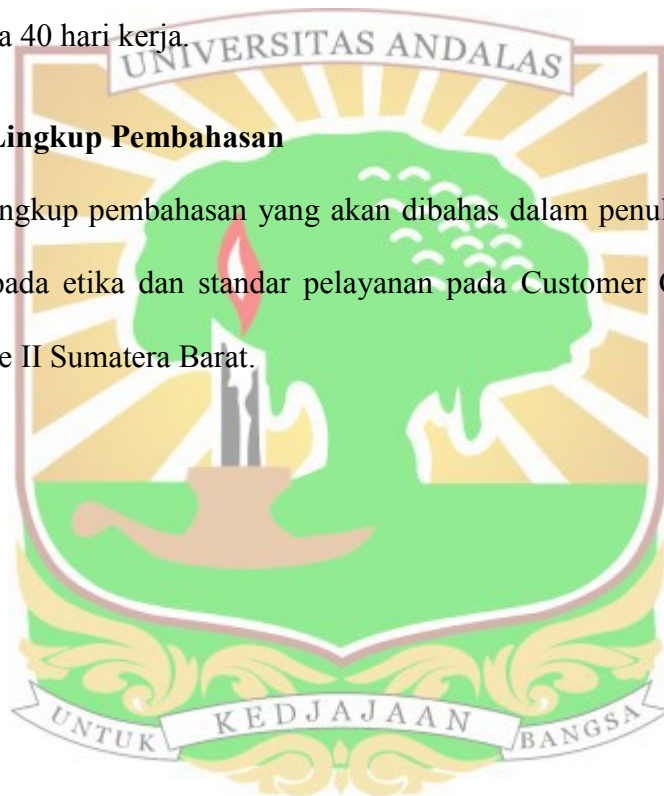 a 40 hari kerja.
UNIVERSITAS ANDALAS
Lingkup Pembahasan
ngkup pembahasan yang akan dibahas dalam penul
pada etika dan standar pelayanan pada Customer
e II Sumatera Barat.
UNTUK KEDJAJAAN BANGSA